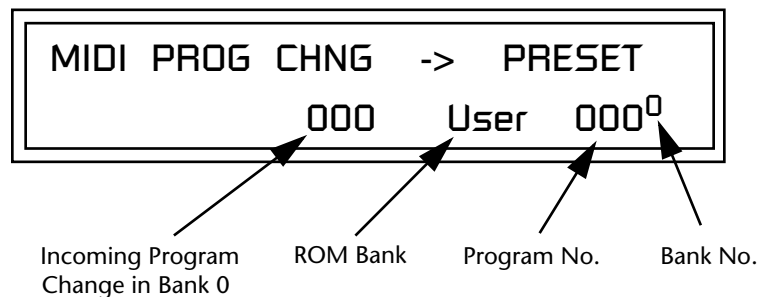 MIDI PROG CHNG -> PRESET
000 User 000⁰
Incoming Program Change in Bank 0
ROM Bank
Program No.
Bank No.